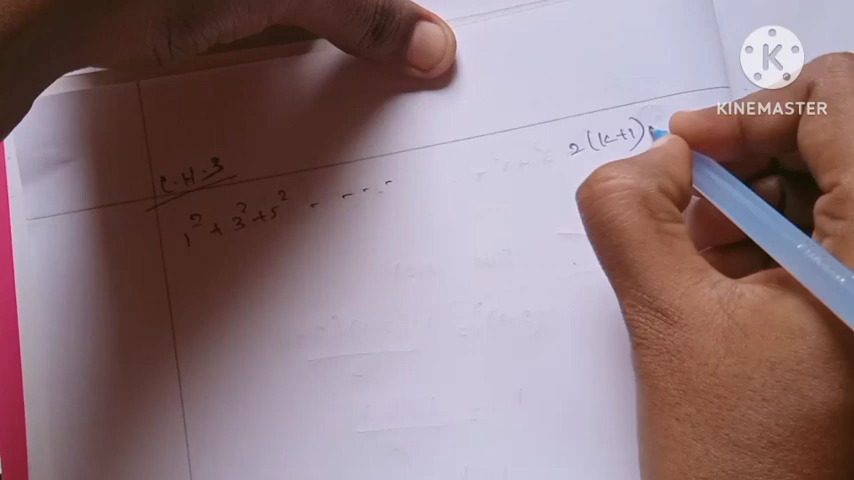 K
KINEMASTER
2(k+1)
C.H.3
1² + 3² + 5² - - - -